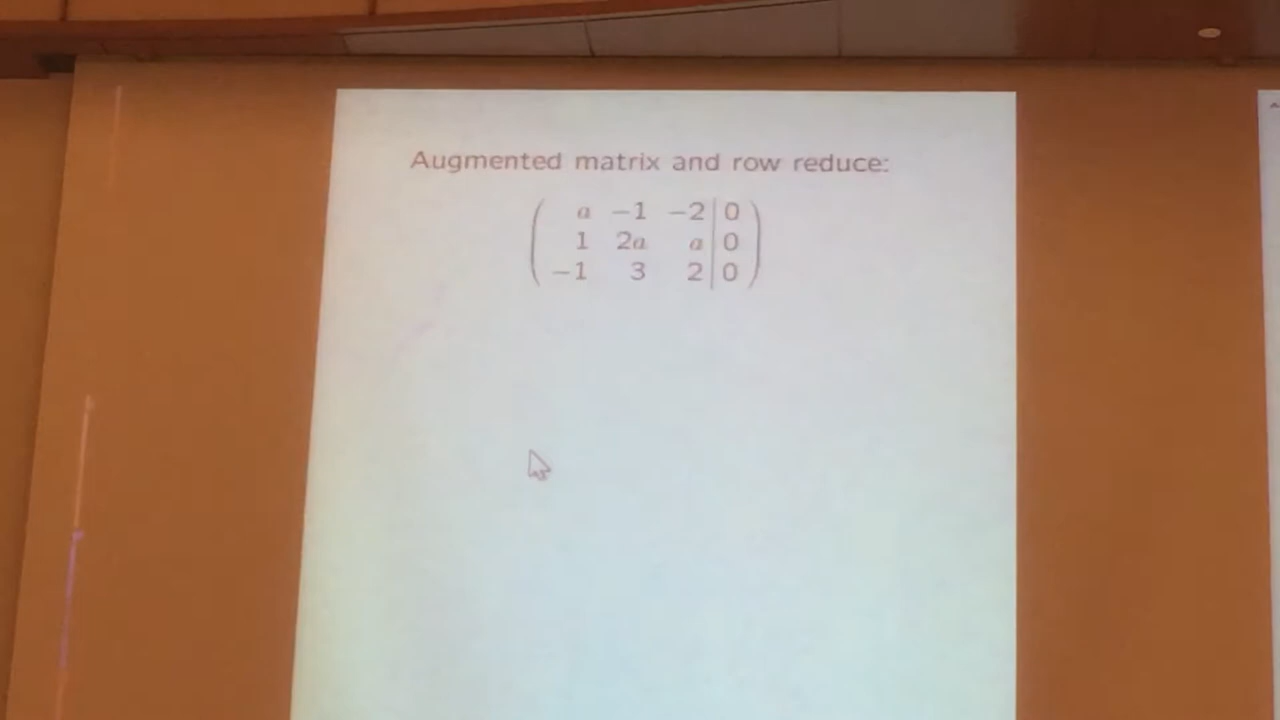 Augmented matrix and row reduce:
a −1 −2 | 0
1 2a a | 0
−1 3 2 | 0